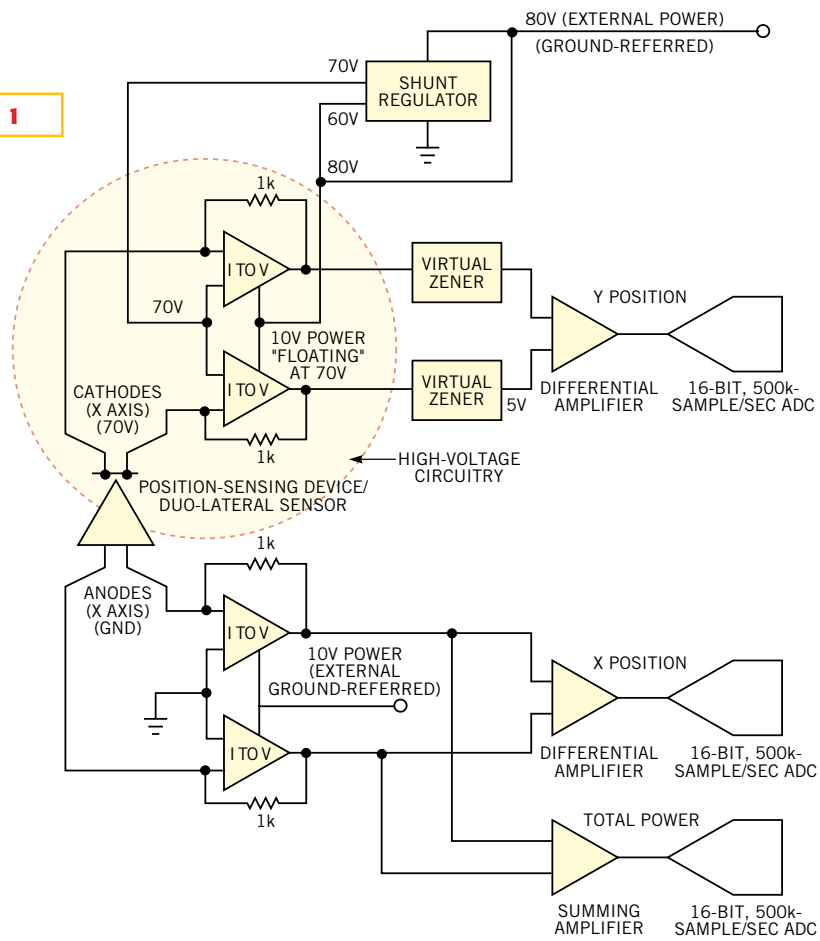 80V (EXTERNAL POWER)
(GROUND-REFERRED)
70V
SHUNT
REGULATOR
60V
1
80V
1k
I TO V
VIRTUAL
ZENER
Y POSITION
70V
10V POWER
"FLOATING"
AT 70V
I TO V
VIRTUAL
ZENER
5V
DIFFERENTIAL
AMPLIFIER
16-BIT, 500k-
SAMPLE/SEC ADC
CATHODES
(X AXIS)
(70V)
1k
HIGH-VOLTAGE
CIRCUITRY
POSITION-SENSING DEVICE/
DUO-LATERAL SENSOR
1k
ANODES
(X AXIS)
(GND)
I TO V
10V POWER
(EXTERNAL
GROUND-REFERRED)
X POSITION
I TO V
DIFFERENTIAL
AMPLIFIER
16-BIT, 500k-
SAMPLE/SEC ADC
1k
TOTAL POWER
SUMMING
AMPLIFIER
16-BIT, 500k-
SAMPLE/SEC ADC